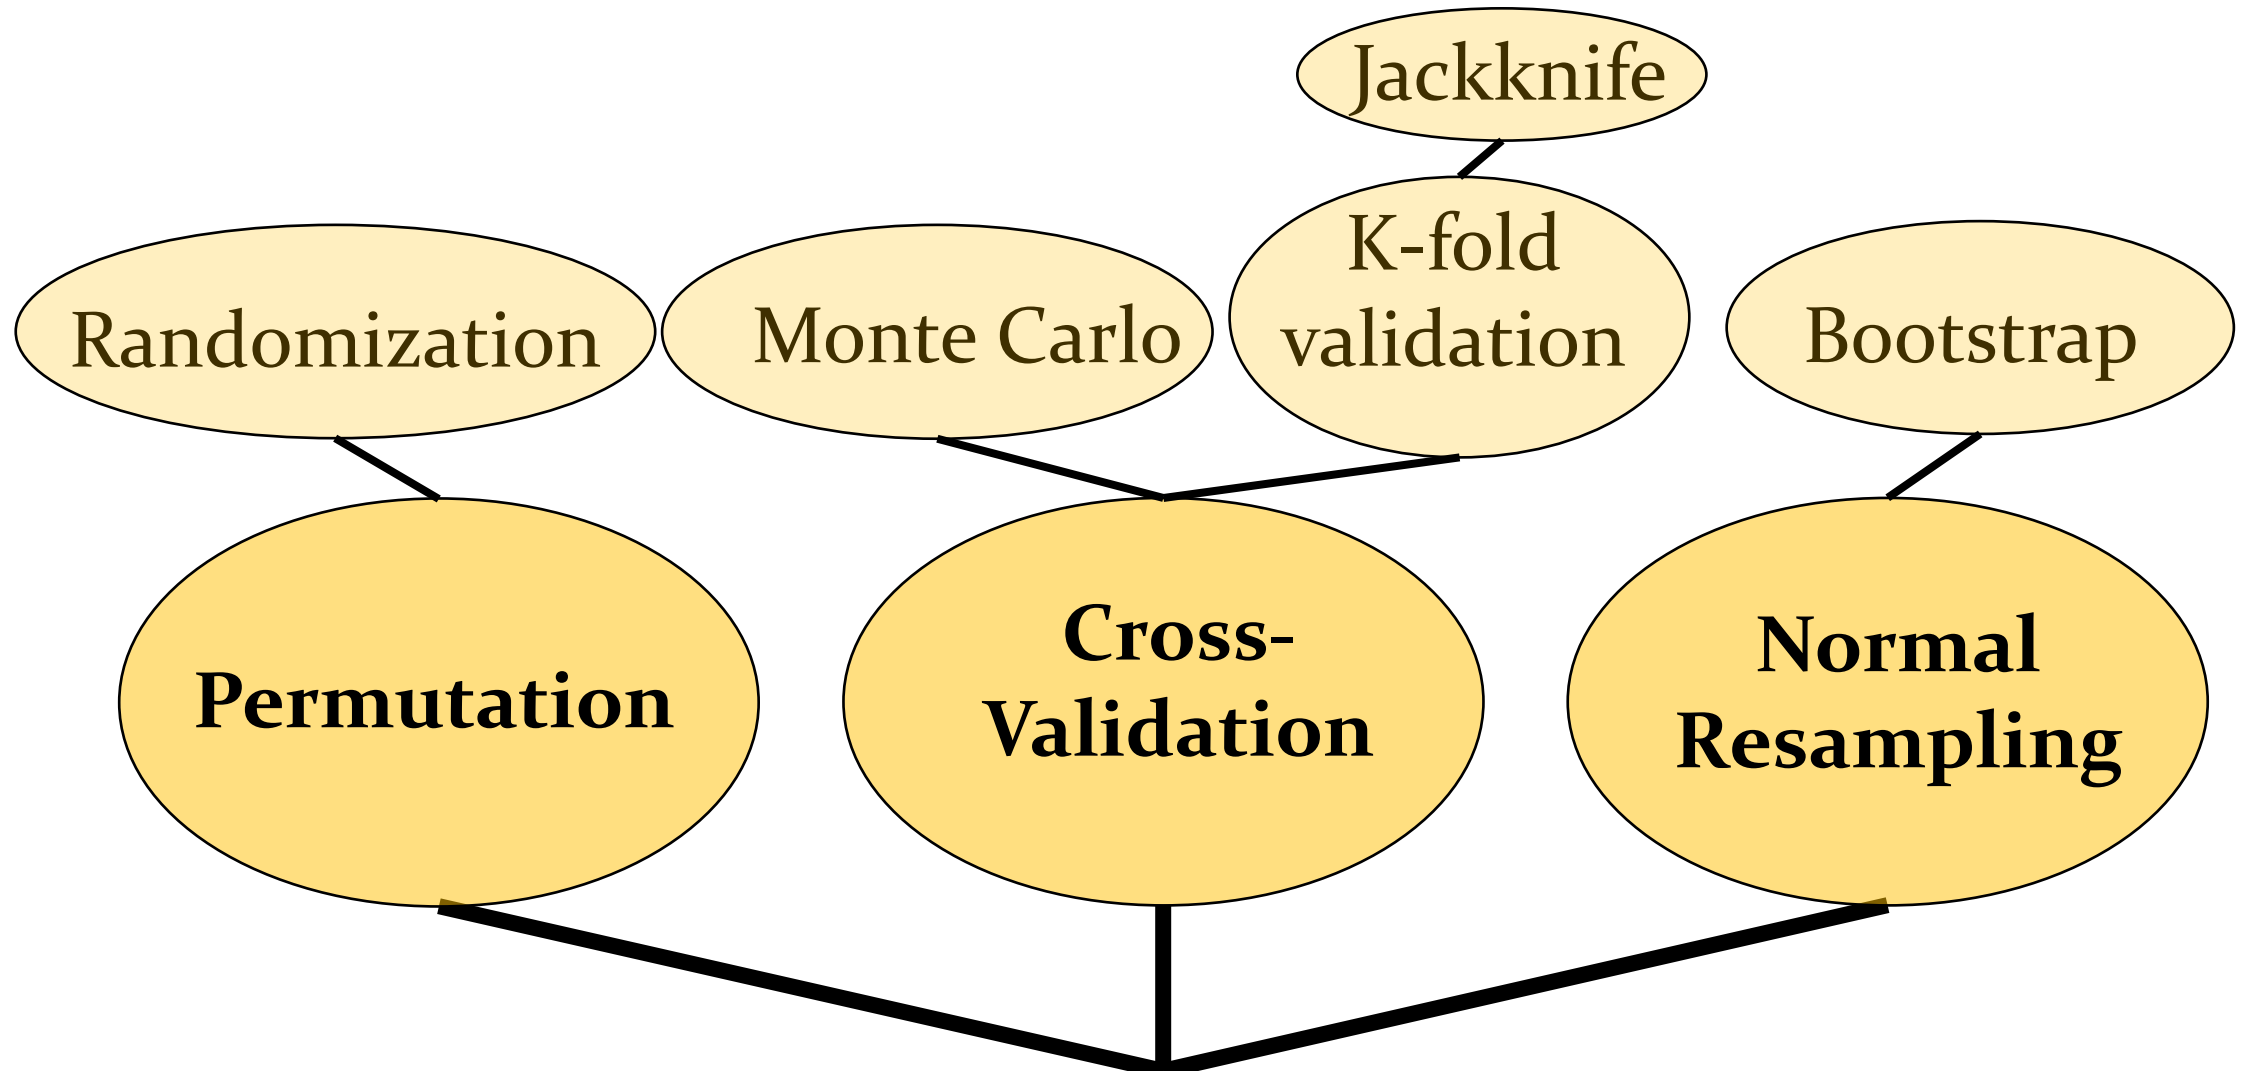 Jackknife
K-fold
validation
Randomization
Monte Carlo
Bootstrap
Permutation
Cross-
Validation
Normal
Resampling